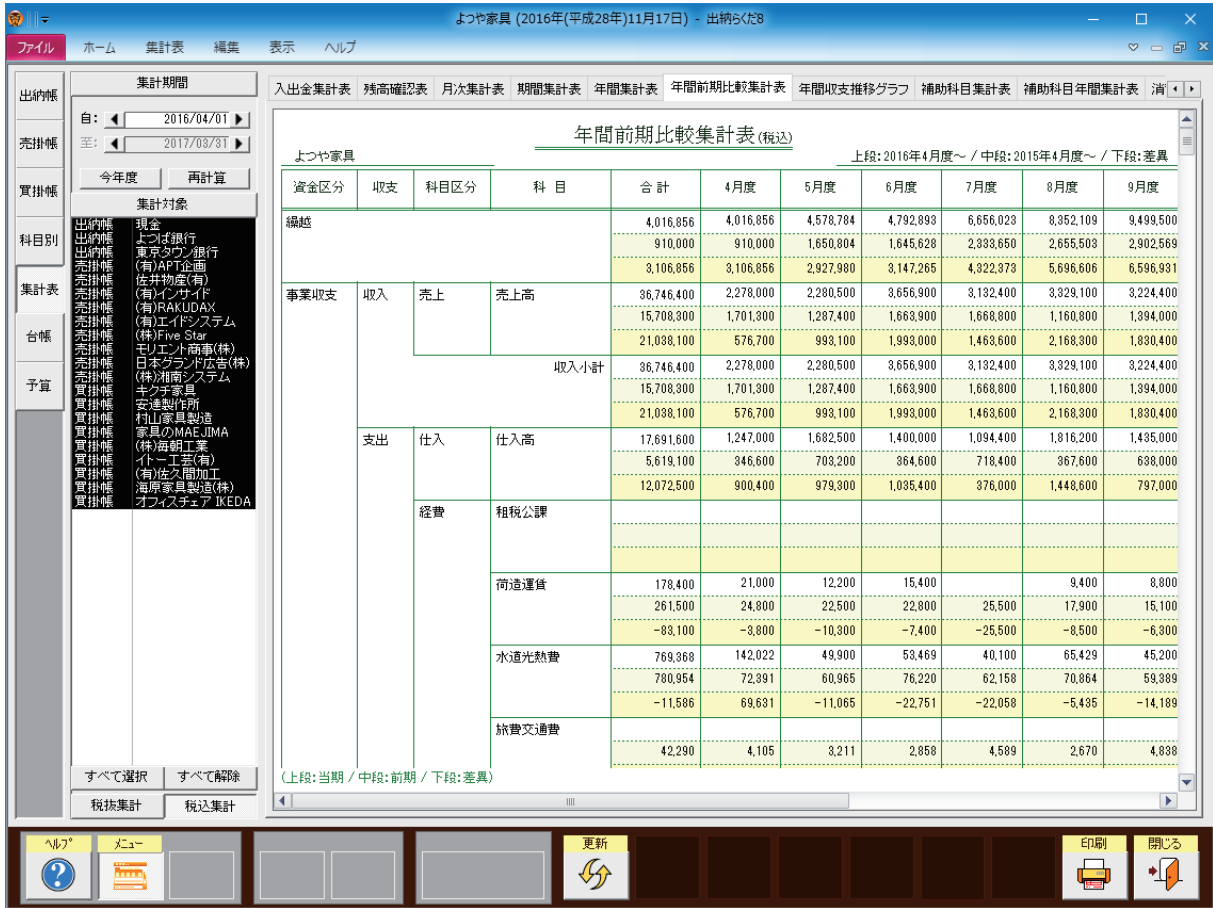 よつや家具 (2016年(平成28年)11月17日) - 出納らくだ8
ファイル ホーム 集計表 編集 表示 ヘルプ
出納帳
売掛帳
買掛帳
科目別
集計表
台帳
予算
集計期間
自: 2016/04/01
至: 2017/03/31
今年度 再計算
集計対象
出納帳 現金
出納帳 よつば銀行
出納帳 東京タウン銀行
売掛帳 (有)APT企画
売掛帳 佐井物産(有)
売掛帳 (有)インサイド
売掛帳 (有)RAKUDAX
売掛帳 (有)エイドシステム
売掛帳 (株)Five Star
売掛帳 モリエント商事(株)
売掛帳 日本グランド広告(株)
売掛帳 (株)湘南システム
買掛帳 キクチ家具
買掛帳 安達製作所
買掛帳 村山家具製造
買掛帳 家具のMAEJIMA
買掛帳 (株)毎朝工業
買掛帳 イトー工芸(有)
買掛帳 (有)佐久間加工
買掛帳 海原家具製造(株)
買掛帳 オフィスチェア IKEDA
すべて選択 すべて解除
税抜集計 税込集計
入出金集計表 残高確認表 月次集計表 期間集計表 年間集計表 年間前期比較集計表 年間収支推移グラフ 補助科目集計表 補助科目年間集計表 消
年間前期比較集計表(税込)
よつや家具 上段:2016年4月度~ / 中段:2015年4月度~ / 下段:差異
資金区分 収支 科目区分 科 目 合 計 4月度 5月度 6月度 7月度 8月度 9月度
繰越 4,016,856 4,016,856 4,578,784 4,792,893 6,656,023 8,352,109 9,499,500
910,000 910,000 1,650,804 1,645,628 2,333,650 2,655,503 2,902,569
3,106,856 3,106,856 2,927,980 3,147,265 4,322,373 5,696,606 6,596,931
事業収支 収入 売上 売上高 36,746,400 2,278,000 2,280,500 3,656,900 3,132,400 3,329,100 3,224,400
15,708,300 1,701,300 1,287,400 1,663,900 1,668,800 1,160,800 1,394,000
21,038,100 576,700 993,100 1,993,000 1,463,600 2,168,300 1,830,400
収入小計 36,746,400 2,278,000 2,280,500 3,656,900 3,132,400 3,329,100 3,224,400
15,708,300 1,701,300 1,287,400 1,663,900 1,668,800 1,160,800 1,394,000
21,038,100 576,700 993,100 1,993,000 1,463,600 2,168,300 1,830,400
支出 仕入 仕入高 17,691,600 1,247,000 1,682,500 1,400,000 1,094,400 1,816,200 1,435,000
5,619,100 346,600 703,200 364,600 718,400 367,600 638,000
12,072,500 900,400 979,300 1,035,400 376,000 1,448,600 797,000
経費 租税公課
荷造運賃 178,400 21,000 12,200 15,400 9,400 8,800
261,500 24,800 22,500 22,800 25,500 17,900 15,100
-83,100 -3,800 -10,300 -7,400 -25,500 -8,500 -6,300
水道光熱費 769,368 142,022 49,900 53,469 40,100 65,429 45,200
780,954 72,391 60,965 76,220 62,158 70,864 59,389
-11,586 69,631 -11,065 -22,751 -22,058 -5,435 -14,189
旅費交通費
42,290 4,105 3,211 2,858 4,589 2,670 4,838
(上段:当期 / 中段:前期 / 下段:差異)
ヘルプ メニュー 更新 印刷 閉じる